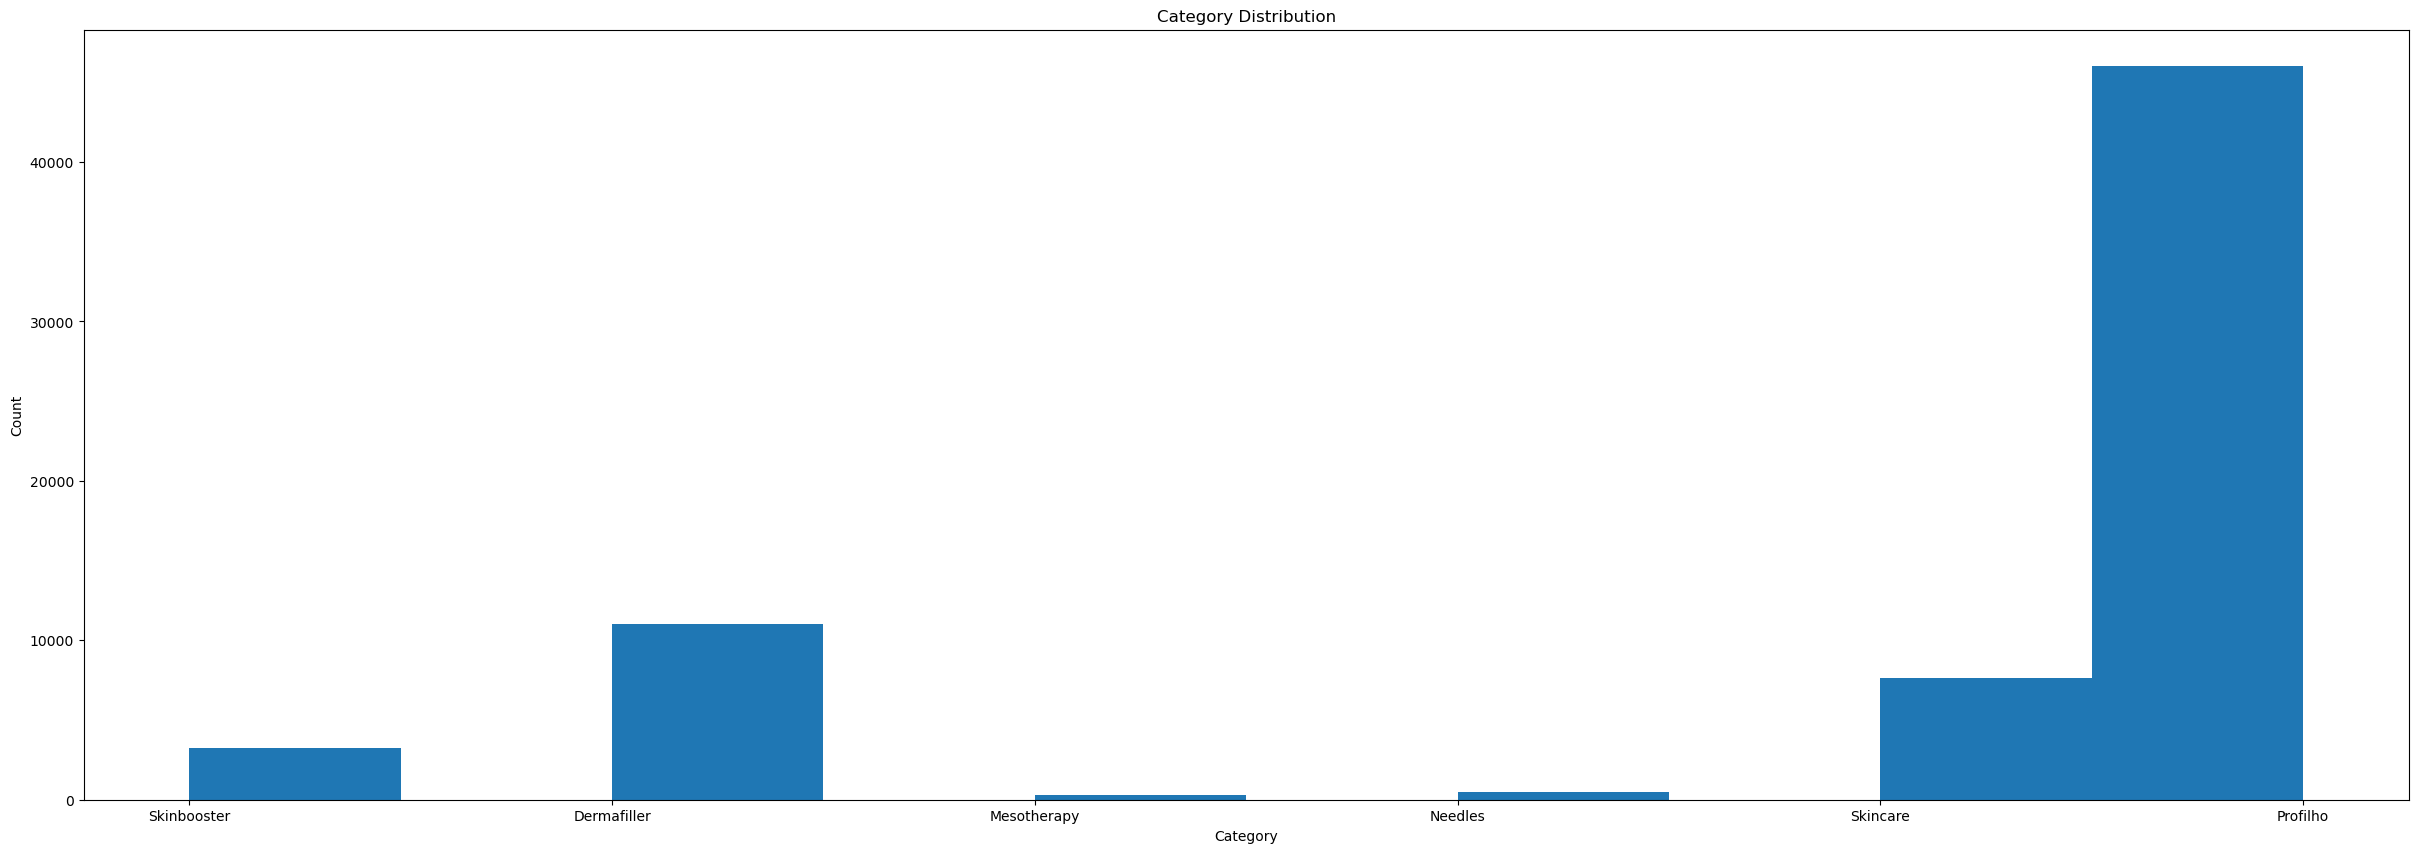 Category Distribution
Count
40000
30000
20000
10000
0
Skinbooster Dermafiller Mesotherapy Needles Skincare Profilho
Category